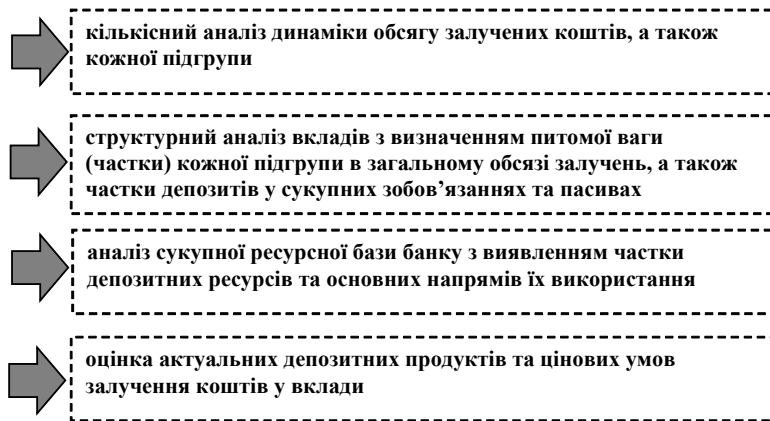 кількісний аналіз динаміки обсягу залучених коштів, а також
кожної підгрупи
структурний аналіз вкладів з визначенням питомої ваги
(частки) кожної підгрупи в загальному обсязі залучень, а також
частки депозитів у сукупних зобов’язаннях та пасивах
аналіз сукупної ресурсної бази банку з виявленням частки
депозитних ресурсів та основних напрямів їх використання
оцінка актуальних депозитних продуктів та цінових умов
залучення коштів у вклади